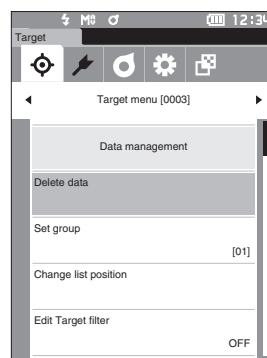 12:34
Target
Target menu [0003]
Data management
Delete data
Set group
[01]
Change list position
Edit Target filter
OFF